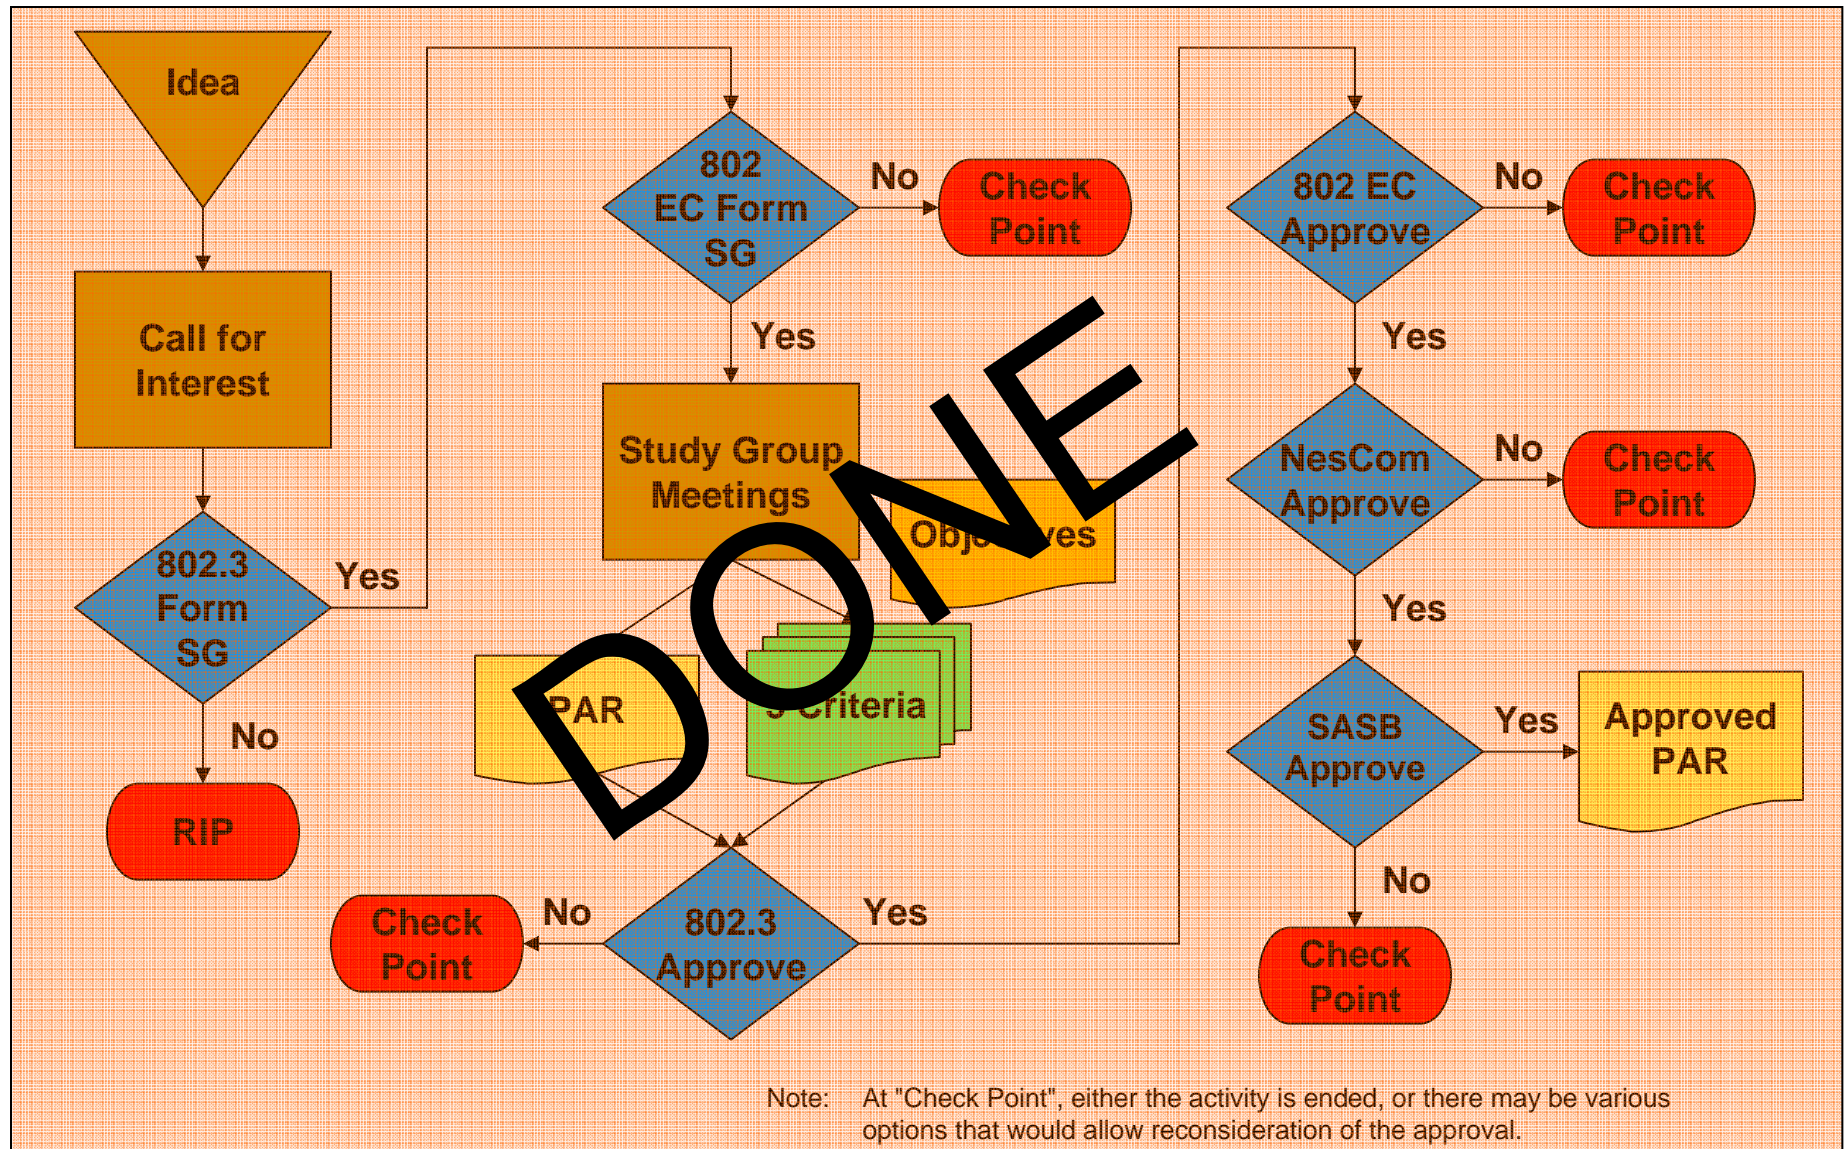 Idea
Call for
Interest
802.3
Form
SG
Yes
No
RIP
802
EC Form
SG
No
Check
Point
Yes
Study Group
Meetings
PAR
Criteria
802.3
Approve
No
Check
Point
Yes
802 EC
Approve
No
Check
Point
Yes
NesCom
Approve
No
Check
Point
Yes
SASB
Approve
Yes
Approved
PAR
No
Check
Point
DONE
Note: At "Check Point", either the activity is ended, or there may be various
options that would allow reconsideration of the approval.